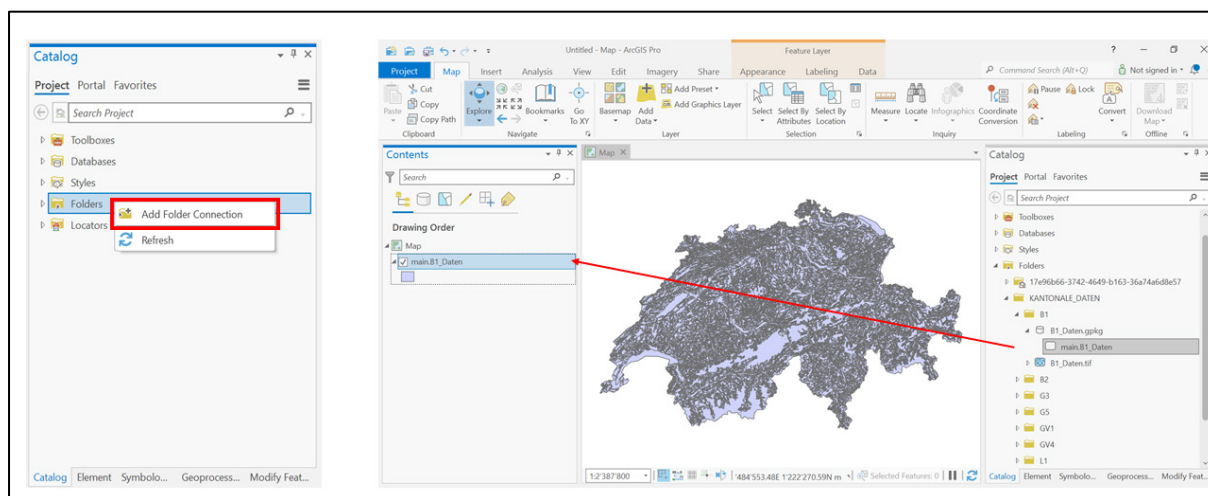 Catalog
Project Portal Favorites
Search Project
Toolboxes
Databases
Styles
Folders
Add Folder Connection
Locators
Refresh
Catalog Element Symbolo... Geoprocess... Modify Feat...
Untitled - Map - ArcGIS Pro
Feature Layer
? — X
Project Map Insert Analysis View Edit Imagery Share Appearance Labeling Data
Command Search (Alt+Q)
Not signed in
Paste
Cut
Copy
Copy Path
Clipboard
Explore
Bookmarks
Go To XY
Navigate
Basemap
Add Data
Add Preset
Add Graphics Layer
Layer
Select
Select By Attributes
Select By Location
Selection
Measure
Locate
Infographics
Coordinate Conversion
Inquiry
Pause
Lock
Convert
Labeling
Download Map
Offline
Contents
Search
Drawing Order
Map
main.B1_Daten
Map
Catalog
Project Portal Favorites
Search Project
Toolboxes
Databases
Styles
Folders
17e96b66-3742-4649-b163-36a74a6d8e57
KANTONALE_DATEN
B1
B1_Daten.gpkg
main.B1_Daten
B1_Daten.tif
B2
G3
G5
GV1
GV4
L1
1:2'387'800
'484'553.48E 1'222'270.59N m
Selected Features: 0
Catalog Element Symbolo... Geoprocess... Modify Feat...